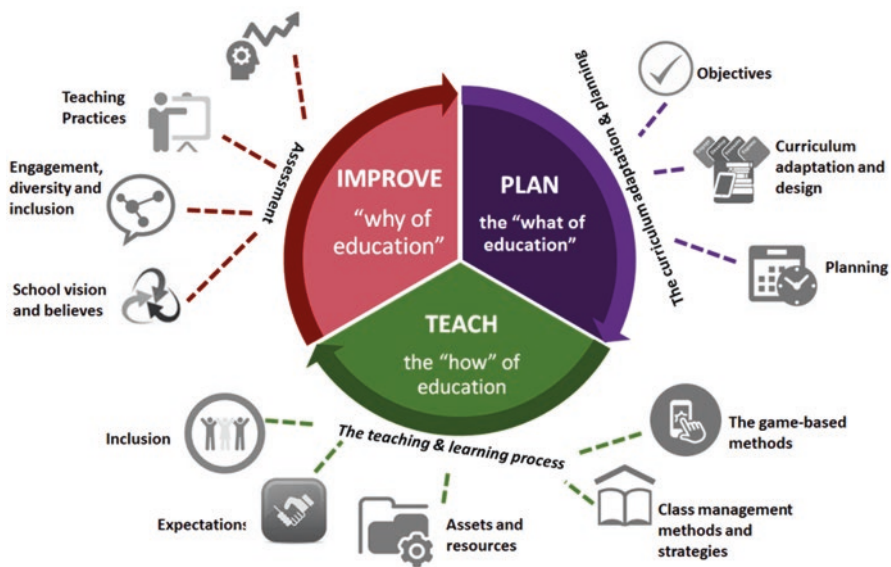 Teaching
Practices
Engagement,
diversity and
inclusion
School vision
and believes
Assessment
IMPROVE
“why of
education”
PLAN
the “what of
education”
TEACH
the “how” of
education
The curriculum adaptation & planning
Objectives
Curriculum
adaptation and
design
Planning
The teaching & learning process
Inclusion
Expectations
Assets and
resources
Class management
methods and
strategies
The game-based
methods